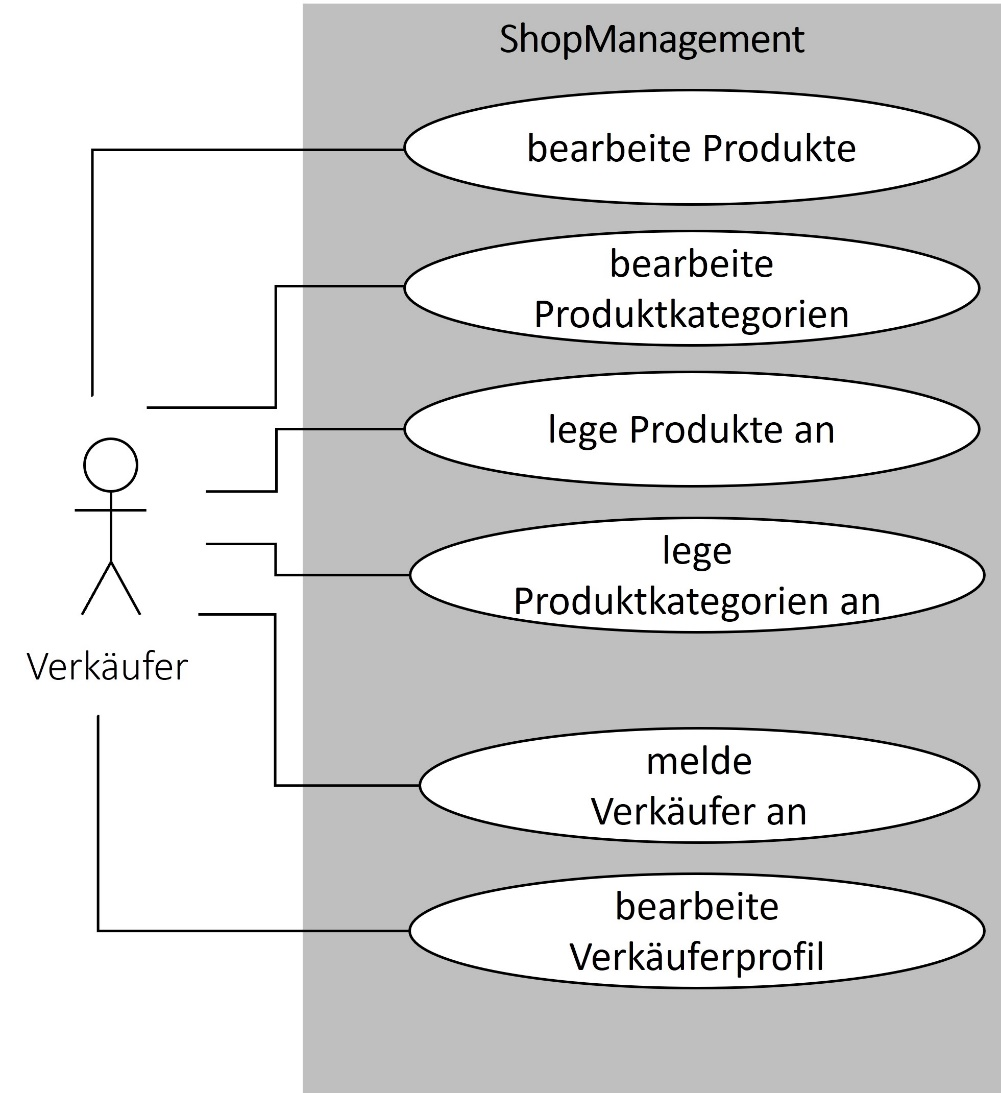 ShopManagement
bearbeite Produkte
bearbeite
Produktkategorien
lege Produkte an
lege
Produktkategorien an
Verkäufer
melde
Verkäufer an
bearbeite
Verkäuferprofil